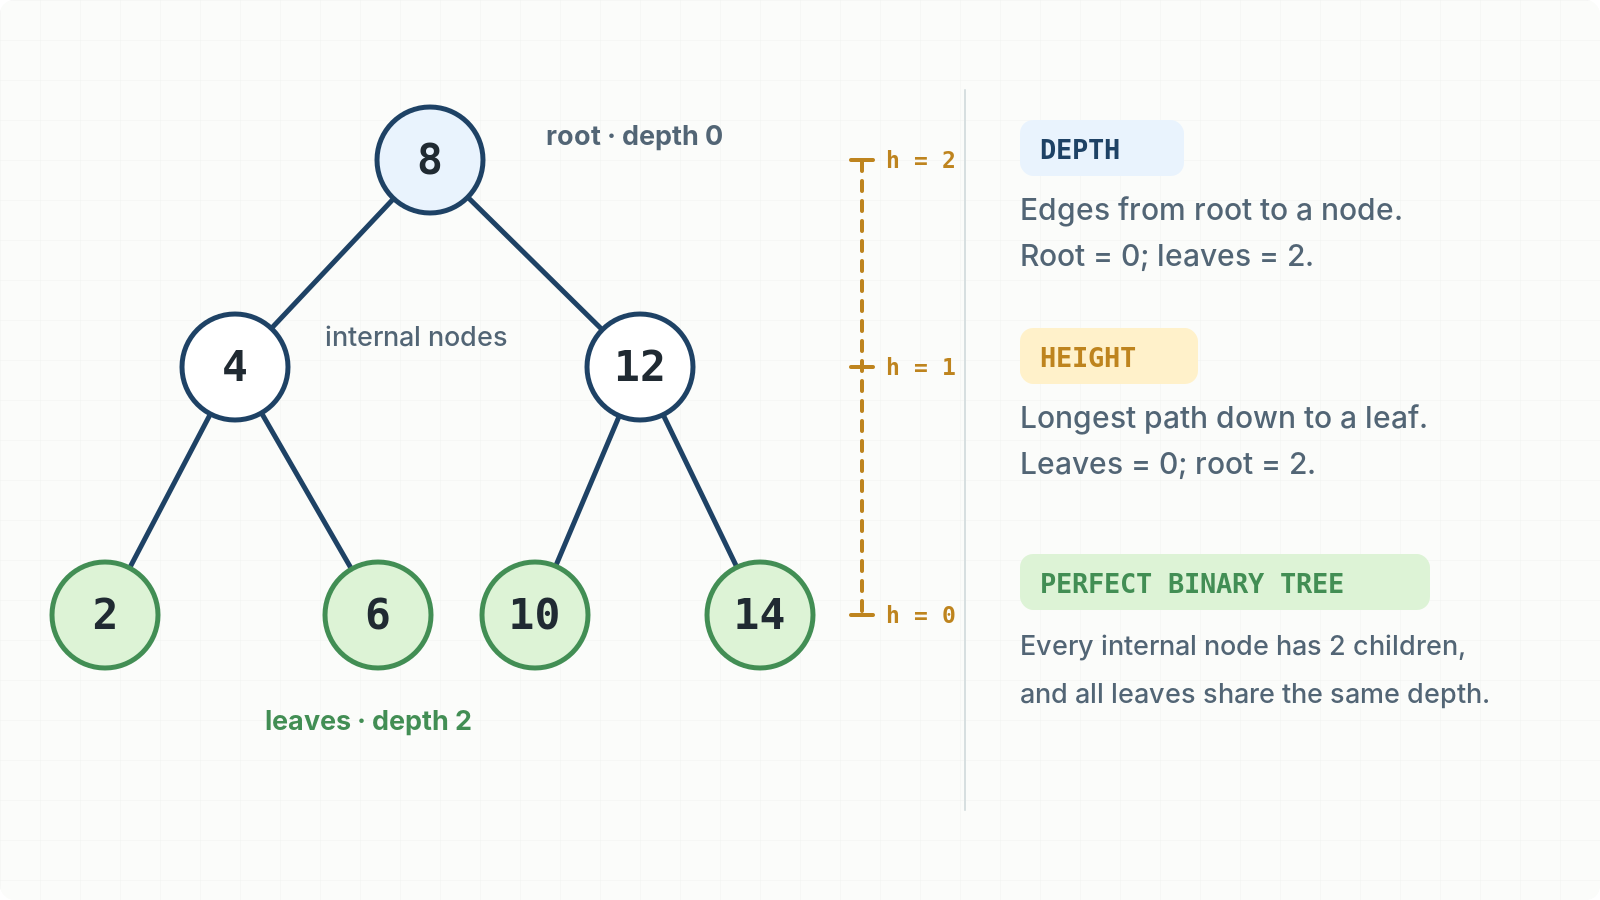 8
root · depth 0
4
internal nodes
12
2
6
10
14
leaves · depth 2
h = 2
h = 1
h = 0
DEPTH
Edges from root to a node.
Root = 0; leaves = 2.
HEIGHT
Longest path down to a leaf.
Leaves = 0; root = 2.
PERFECT BINARY TREE
Every internal node has 2 children,
and all leaves share the same depth.